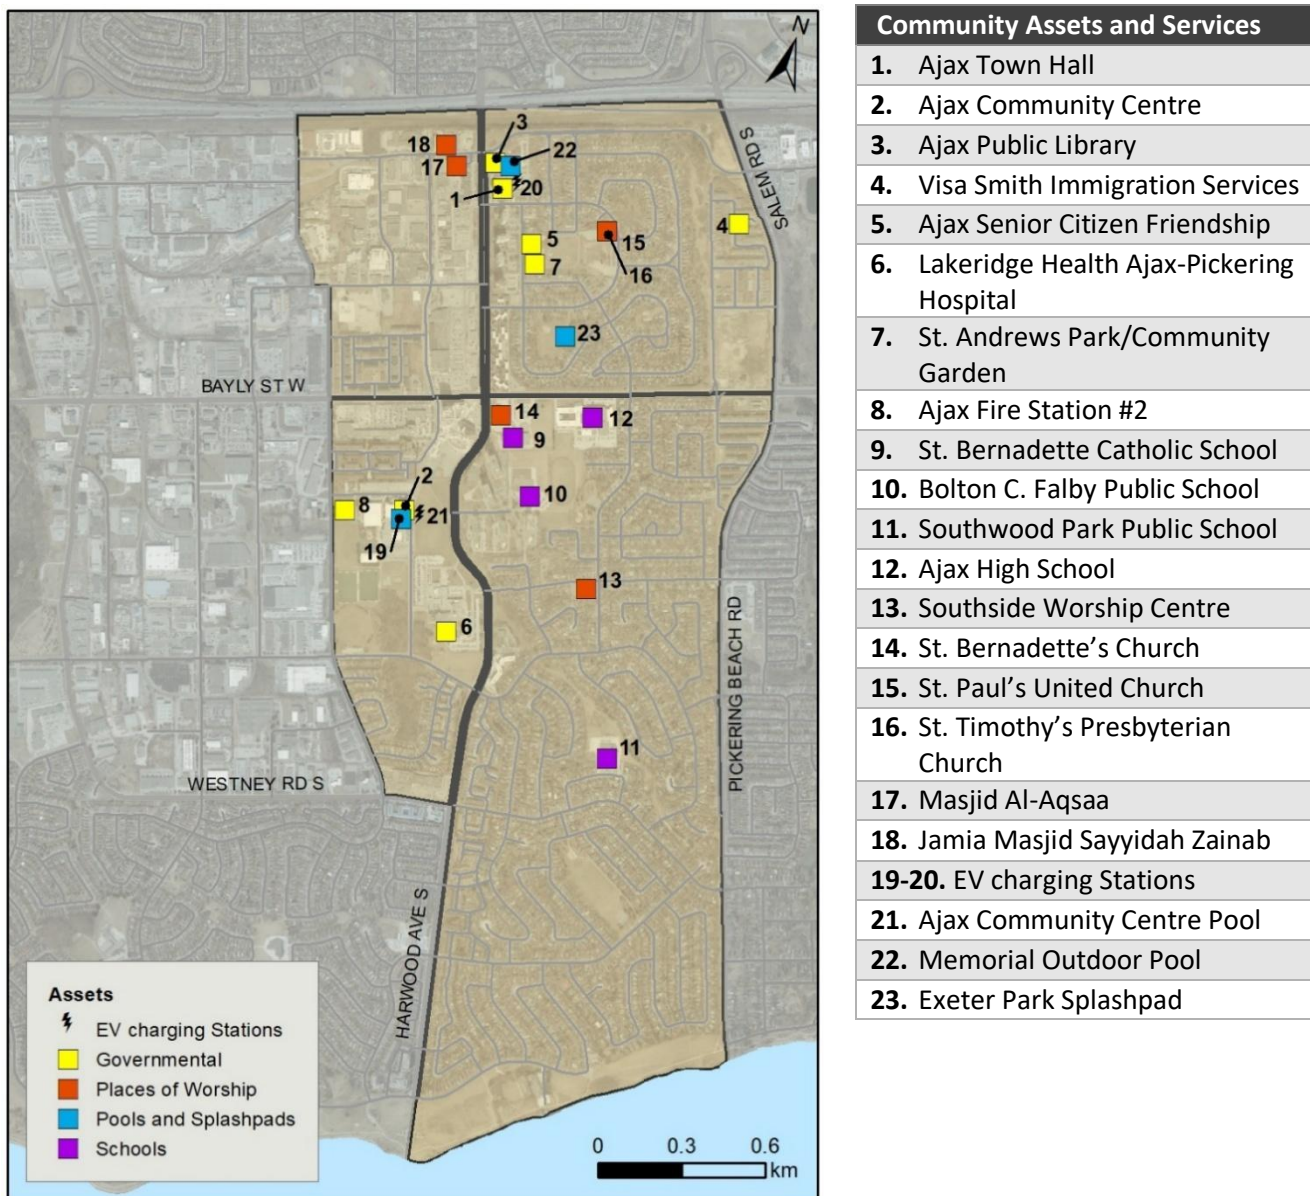 N
3
18
22
17
20
1
SALEM RD S
4
5
15
7
16
23
BAYLY ST W
14
12
9
2
10
8
21
19
13
6
PICKERING BEACH RD
11
WESTNEY RD S
HARWOOD AVE S
Assets
EV charging Stations
Governmental
Places of Worship
Pools and Splashpads
Schools
0 0.3 0.6
km
Community Assets and Services
1. Ajax Town Hall
2. Ajax Community Centre
3. Ajax Public Library
4. Visa Smith Immigration Services
5. Ajax Senior Citizen Friendship
6. Lakeridge Health Ajax-Pickering
Hospital
7. St. Andrews Park/Community
Garden
8. Ajax Fire Station #2
9. St. Bernadette Catholic School
10. Bolton C. Falby Public School
11. Southwood Park Public School
12. Ajax High School
13. Southside Worship Centre
14. St. Bernadette’s Church
15. St. Paul’s United Church
16. St. Timothy’s Presbyterian
Church
17. Masjid Al-Aqsaa
18. Jamia Masjid Sayyidah Zainab
19-20. EV charging Stations
21. Ajax Community Centre Pool
22. Memorial Outdoor Pool
23. Exeter Park Splashpad